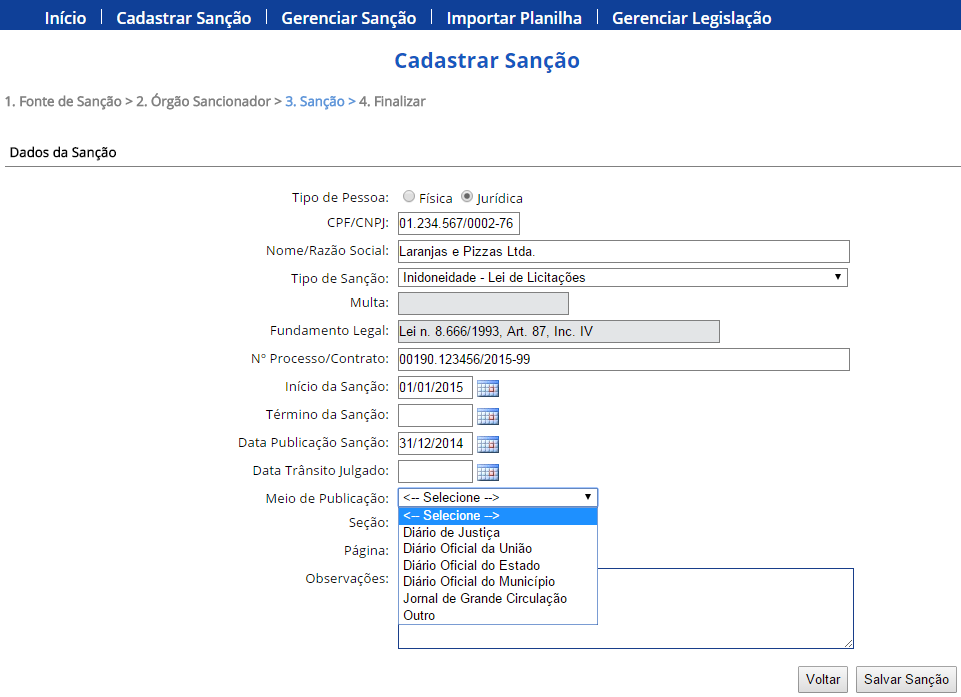 Início | Cadastrar Sanção | Gerenciar Sanção | Importar Planilha | Gerenciar Legislação
Cadastrar Sanção
1. Fonte de Sanção > 2. Órgão Sancionador > 3. Sanção > 4. Finalizar
Dados da Sanção
Tipo de Pessoa: Física Jurídica
CPF/CNPJ: 01.234.567/0002-76
Nome/Razão Social: Laranjas e Pizzas Ltda.
Tipo de Sanção: Inidoneidade - Lei de Licitações
Multa:
Fundamento Legal: Lei n. 8.666/1993, Art. 87, Inc. IV
Nº Processo/Contrato: 00190.123456/2015-99
Início da Sanção: 01/01/2015
Término da Sanção:
Data Publicação Sanção: 31/12/2014
Data Trânsito Julgado:
Meio de Publicação: <-- Selecione -->
<-- Selecione -->
Diário de Justiça
Diário Oficial da União
Diário Oficial do Estado
Diário Oficial do Município
Jornal de Grande Circulação
Outro
Seção:
Página:
Observações:
Voltar Salvar Sanção